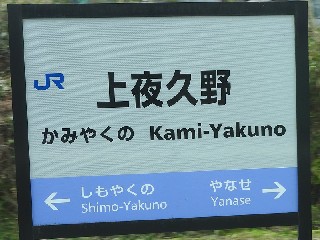 JR
上夜久野
かみやくの Kami-Yakuno
← しもやくの やなせ →
Shimo-Yakuno Yanase